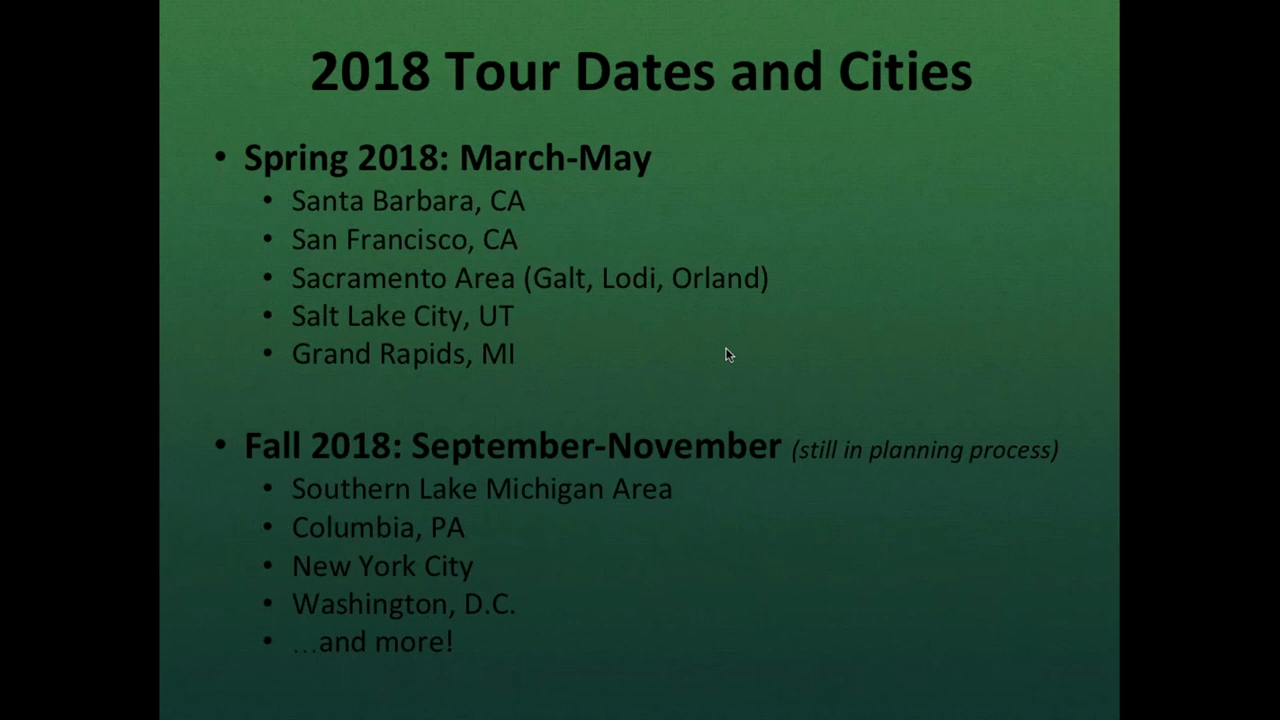 2018 Tour Dates and Cities
• Spring 2018: March-May
• Santa Barbara, CA
• San Francisco, CA
• Sacramento Area (Galt, Lodi, Orland)
• Salt Lake City, UT
• Grand Rapids, MI
• Fall 2018: September-November (still in planning process)
• Southern Lake Michigan Area
• Columbia, PA
• New York City
• Washington, D.C.
• …and more!